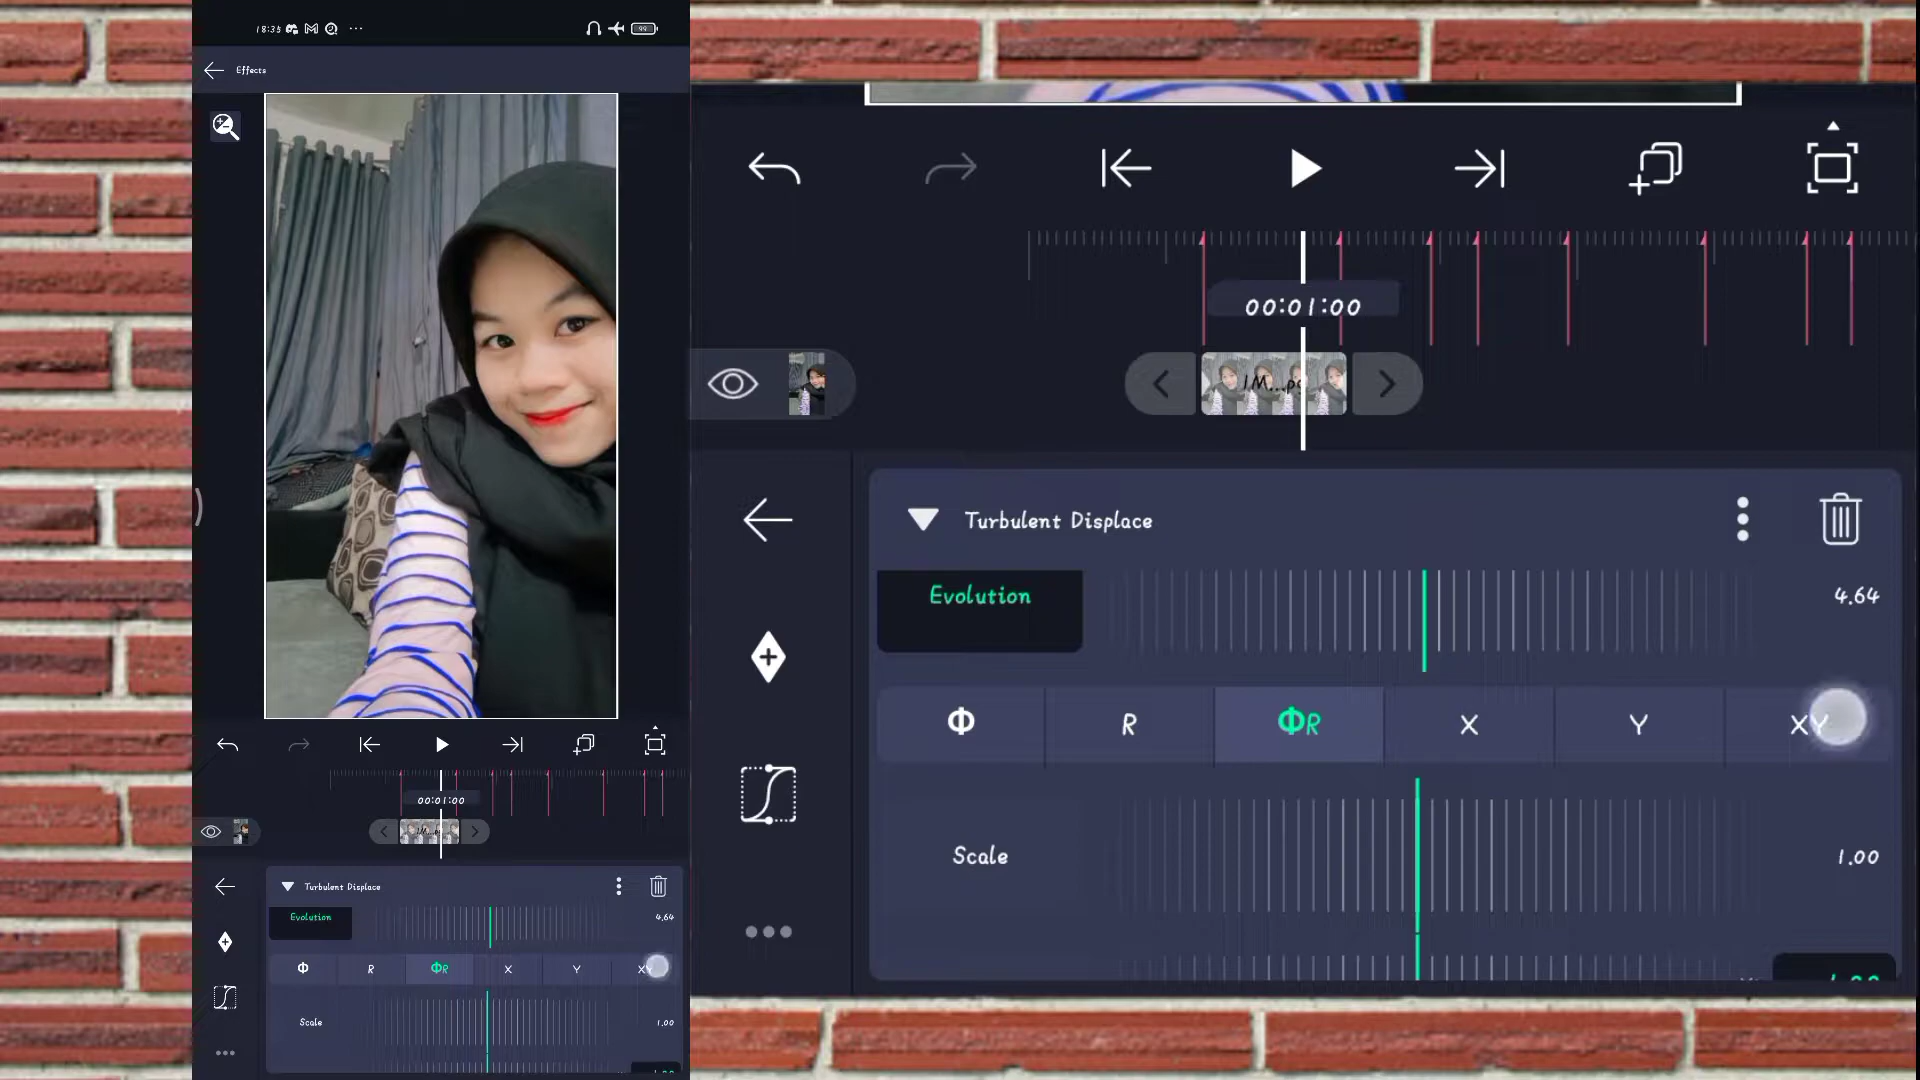 18:35
99
Effects
00:01:00
Turbulent Displace
Evolution
4.64
Φ R ΦR X Y XY
Scale
1.00
00:01:00
Turbulent Displace
Evolution
4.64
Φ R ΦR X Y XY
Scale
1.00